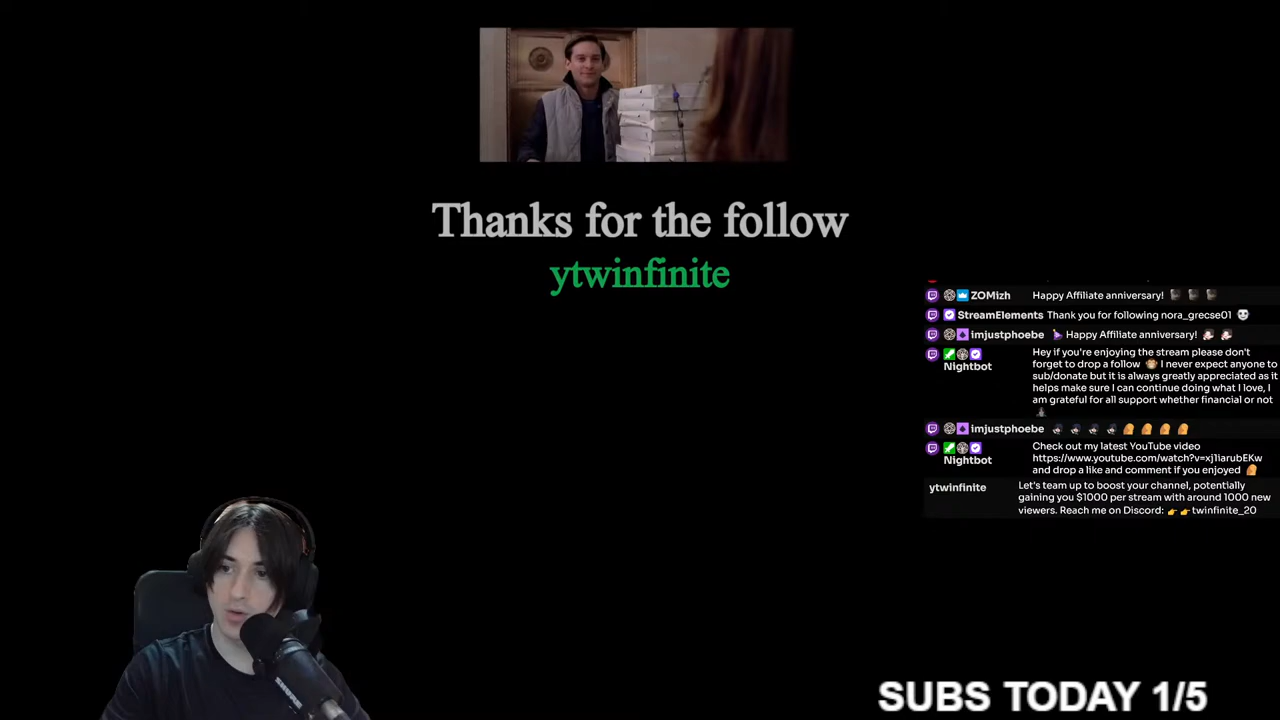 Thanks for the follow
ytwinfinite
ZOMizh Happy Affiliate anniversary!
StreamElements Thank you for following nora_grecse01
imjustphoebe Happy Affiliate anniversary!
Nightbot
Hey if you're enjoying the stream please don't
forget to drop a follow I never expect anyone to
sub/donate but it is always greatly appreciated as it
helps make sure I can continue doing what I love, I
am grateful for all support whether financial or not
imjustphoebe
Nightbot
Check out my latest YouTube video
https://www.youtube.com/watch?v=xj1iarubEKw
and drop a like and comment if you enjoyed
ytwinfinite Let's team up to boost your channel, potentially
gaining you $1000 per stream with around 1000 new
viewers. Reach me on Discord: 👉 👉 twinfinite_20
SUBS TODAY 1/5